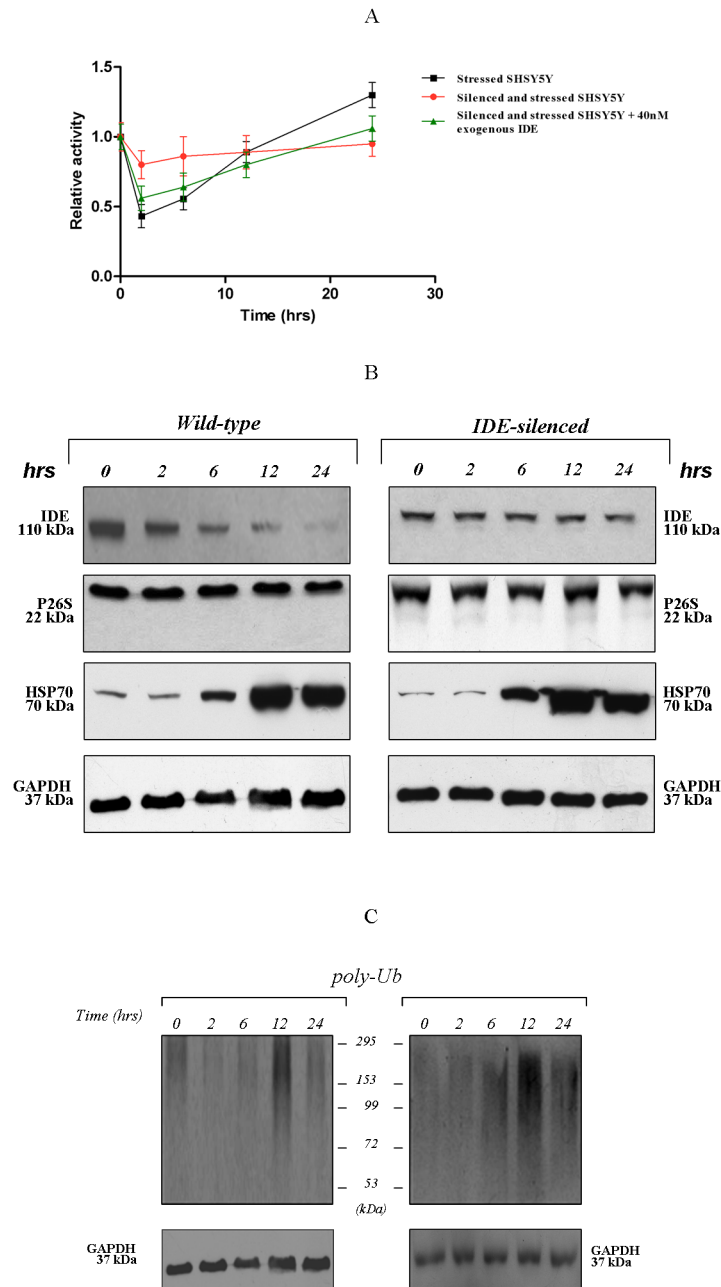 A
1.5
1.0
0.5
0.0
Relative activity
0 10 20 30
Time (hrs)
Stressed SHSY5Y
Silenced and stressed SHSY5Y
Silenced and stressed SHSY5Y + 40nM
exogenous IDE
B
Wild-type
IDE-silenced
hrs 0 2 6 12 24
0 2 6 12 24 hrs
IDE
110 kDa
IDE
110 kDa
P26S
22 kDa
P26S
22 kDa
HSP70
70 kDa
HSP70
70 kDa
GAPDH
37 kDa
GAPDH
37 kDa
C
poly-Ub
Time (hrs) 0 2 6 12 24
0 2 6 12 24
295
153
99
72
53
(kDa)
GAPDH
37 kDa
GAPDH
37 kDa